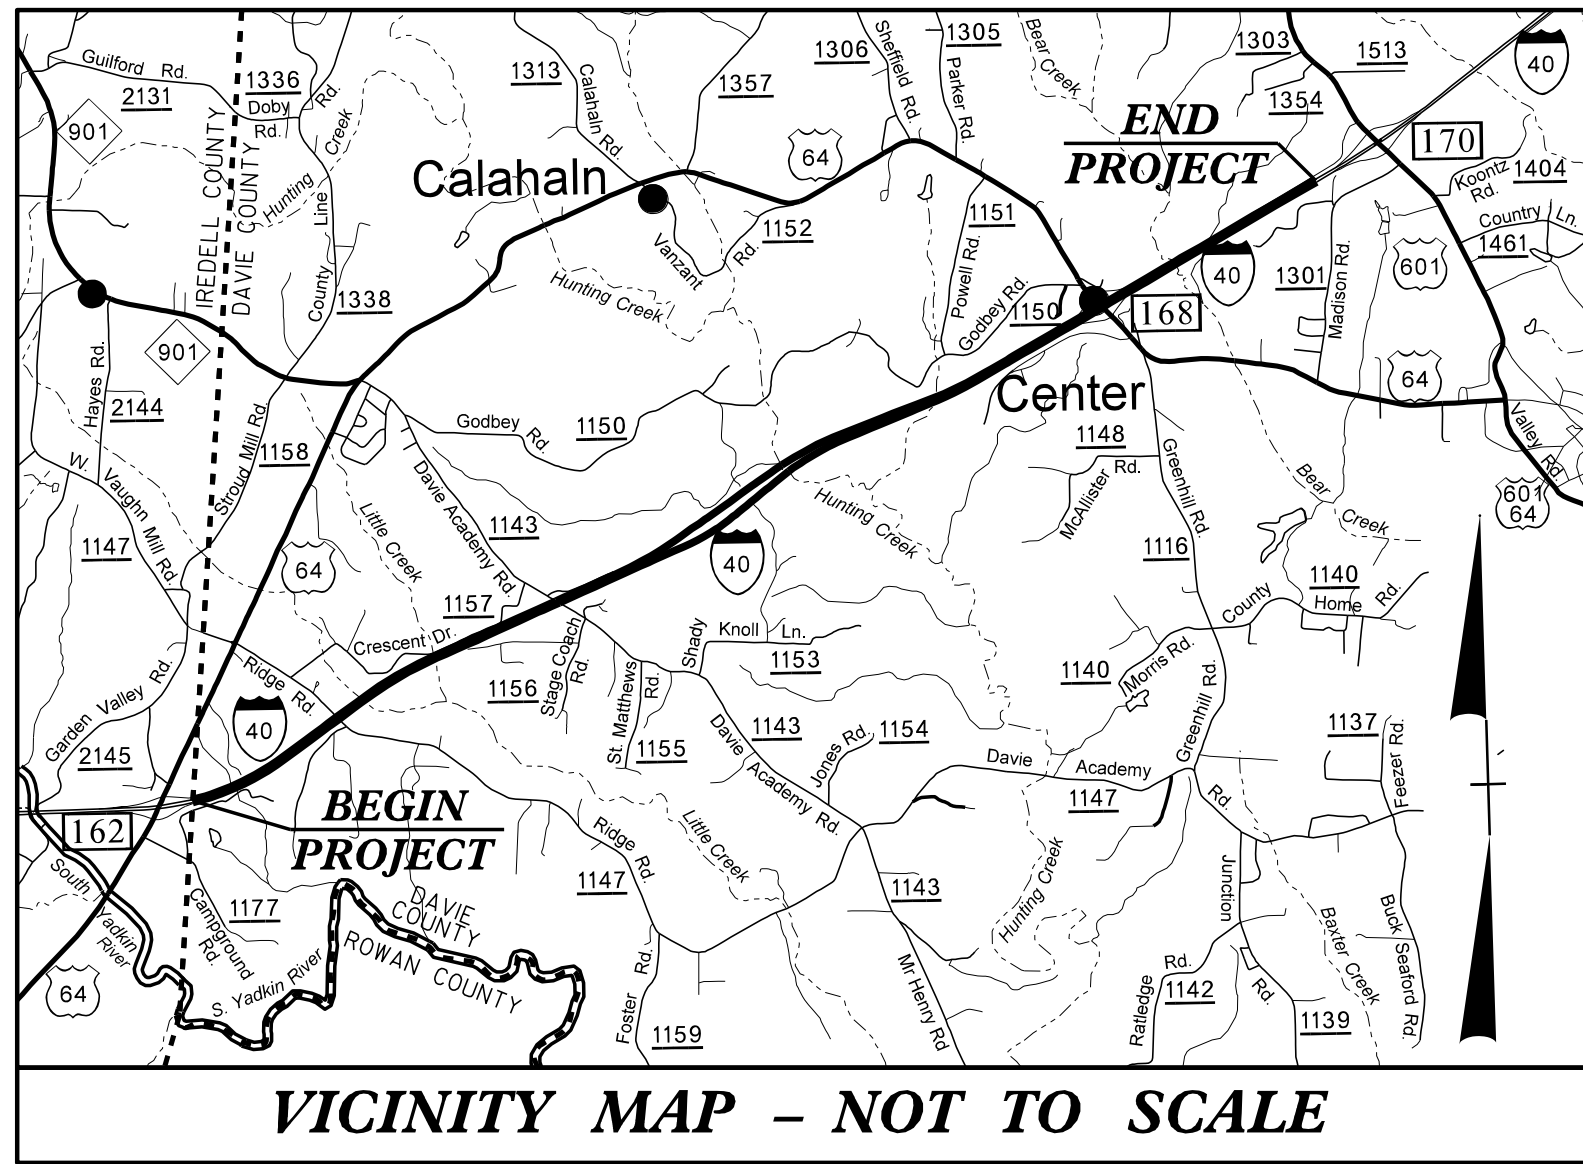 Guilford Rd.
2131
901
1336
Doby
Rd.
Rd.
Hunting Creek
IREDELL COUNTY
DAVIE COUNTY
County Line
1338
1313
Calahaln Rd.
1357
1306
Sheffield Rd.
1305
Parker Rd.
Bear Creek
1303
1513
1354
40
END
PROJECT
170
Koontz
Rd.
1404
Country Ln.
1461
64
Calahaln
Vanzant Rd.
1152
Hunting Creek
1151
Powell Rd.
Godbey Rd.
1150
168
40
1301
Madison Rd.
601
64
Center
901
Hayes Rd.
2144
Stroud Mill Rd.
1158
Godbey Rd.
1150
1148
McAllister Rd.
Greenhill Rd.
1116
Bear Creek
Valley Rd.
601
64
W. Vaughn Mill Rd.
1147
64
Little Creek
Davie Academy Rd.
1143
Hunting Creek
40
1157
Crescent Dr.
1140
County Home Rd.
Shady Knoll Ln.
1153
1156
Stage Coach
Rd.
St. Matthews
Rd.
1155
1140
Morris Rd.
Greenhill Rd.
Ridge Rd.
Garden Valley Rd.
2145
40
1143
Davie Academy Rd.
Jones Rd.
1154
Davie Academy
1147
Rd.
1137
Feezer Rd.
162
BEGIN
PROJECT
South
Yadkin
River
Campground
Rd.
1177
DAVIE
COUNTY
ROWAN COUNTY
S. Yadkin River
64
Ridge Rd.
1147
Little Creek
1143
Hunting Creek
Junction
Rd.
Baxter Creek
Buck Seaford Rd.
Foster Rd.
1159
Mr Henry Rd
Ratledge
Rd.
1142
1139
VICINITY MAP – NOT TO SCALE